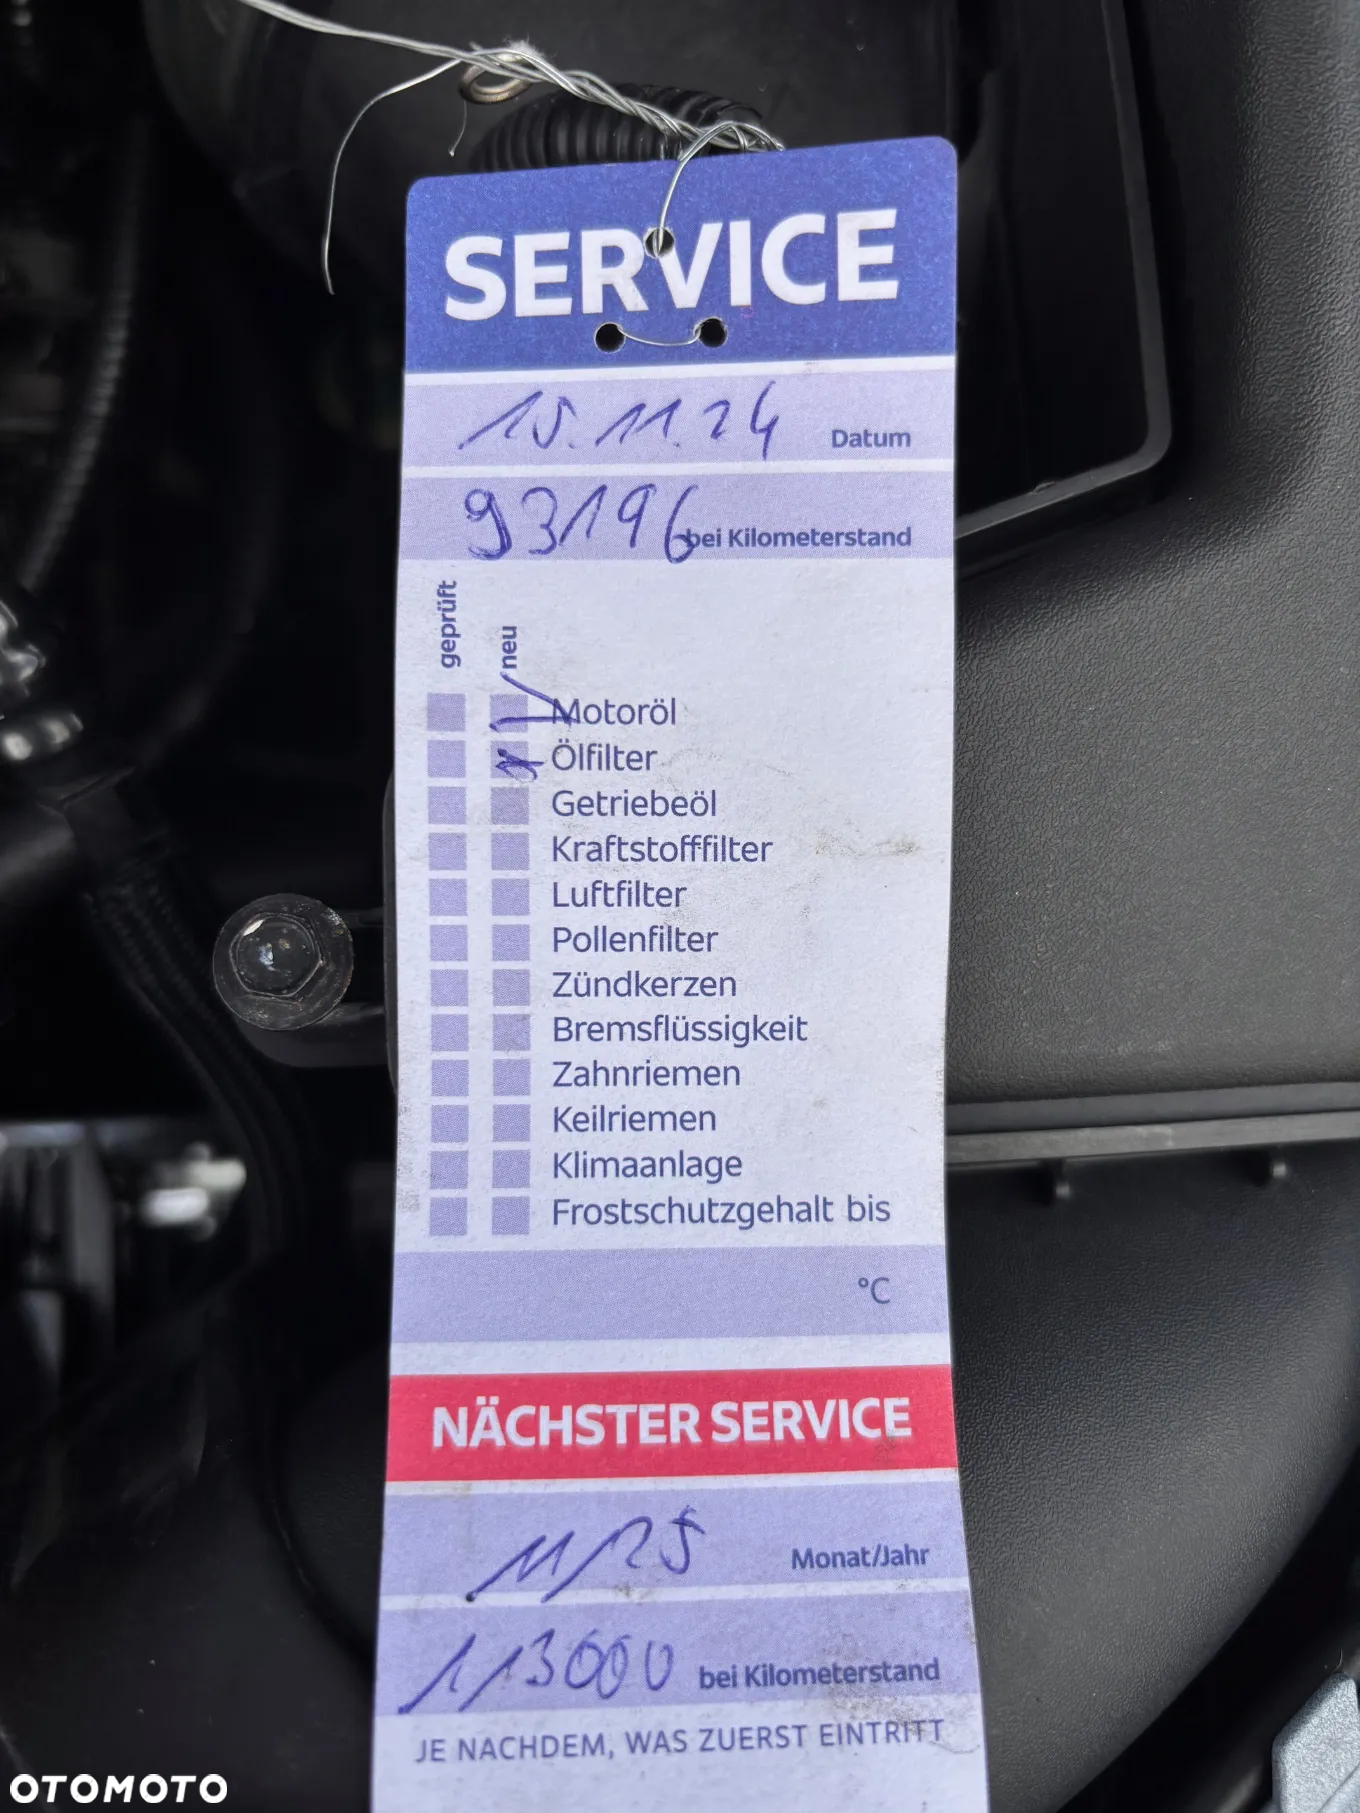 SERVICE
15.11.24 Datum
93196 bei Kilometerstand
geprüft
neu
Motoröl
Ölfilter
Getriebeöl
Kraftstofffilter
Luftfilter
Pollenfilter
Zündkerzen
Bremsflüssigkeit
Zahnriemen
Keilriemen
Klimaanlage
Frostschutzgehalt bis
°C
NÄCHSTER SERVICE
11/25 Monat/Jahr
113000 bei Kilometerstand
JE NACHDEM, WAS ZUERST EINTRITT
OTOMOTO